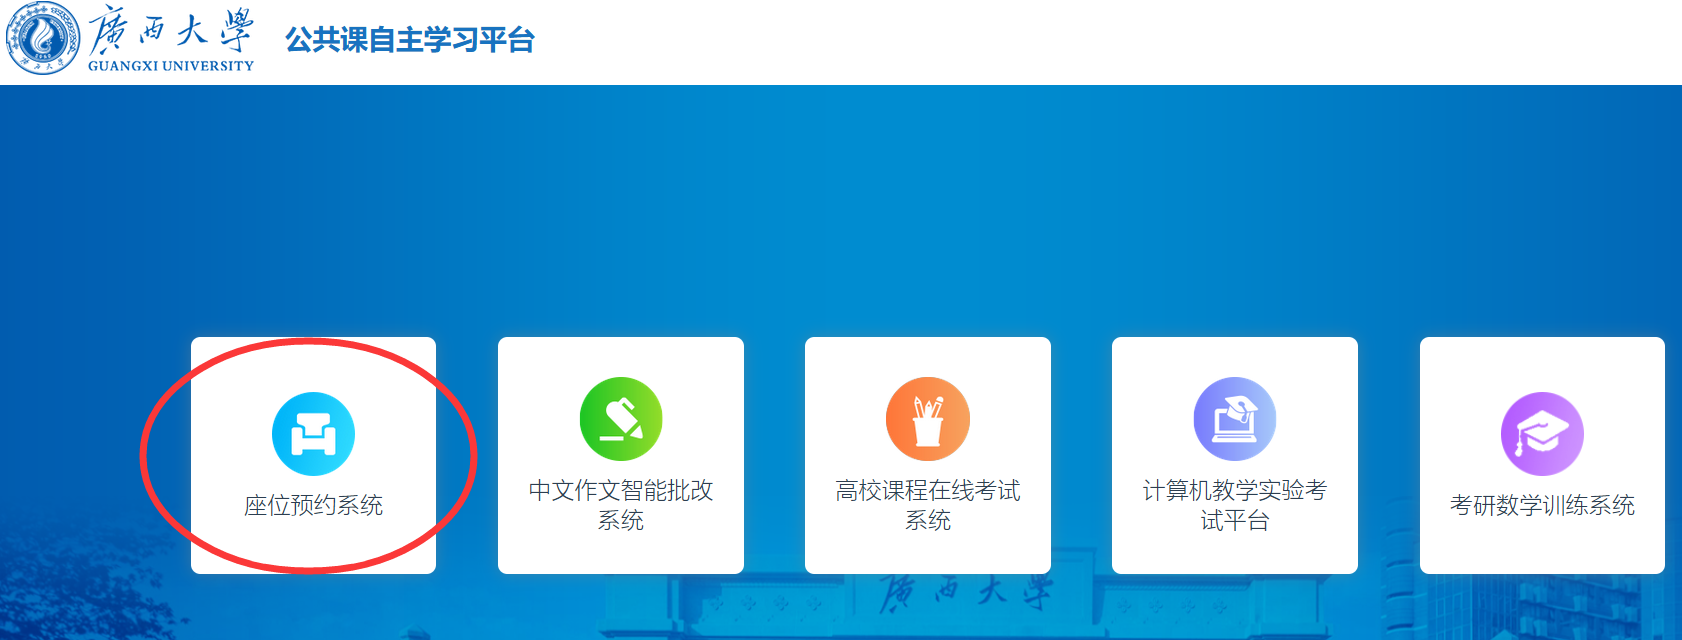 廣西大學
GUANGXI UNIVERSITY
公共课自主学习平台
座位预约系统
中文作文智能批改
系统
高校课程在线考试
系统
计算机教学实验考
试平台
考研数学训练系统
廣西大學